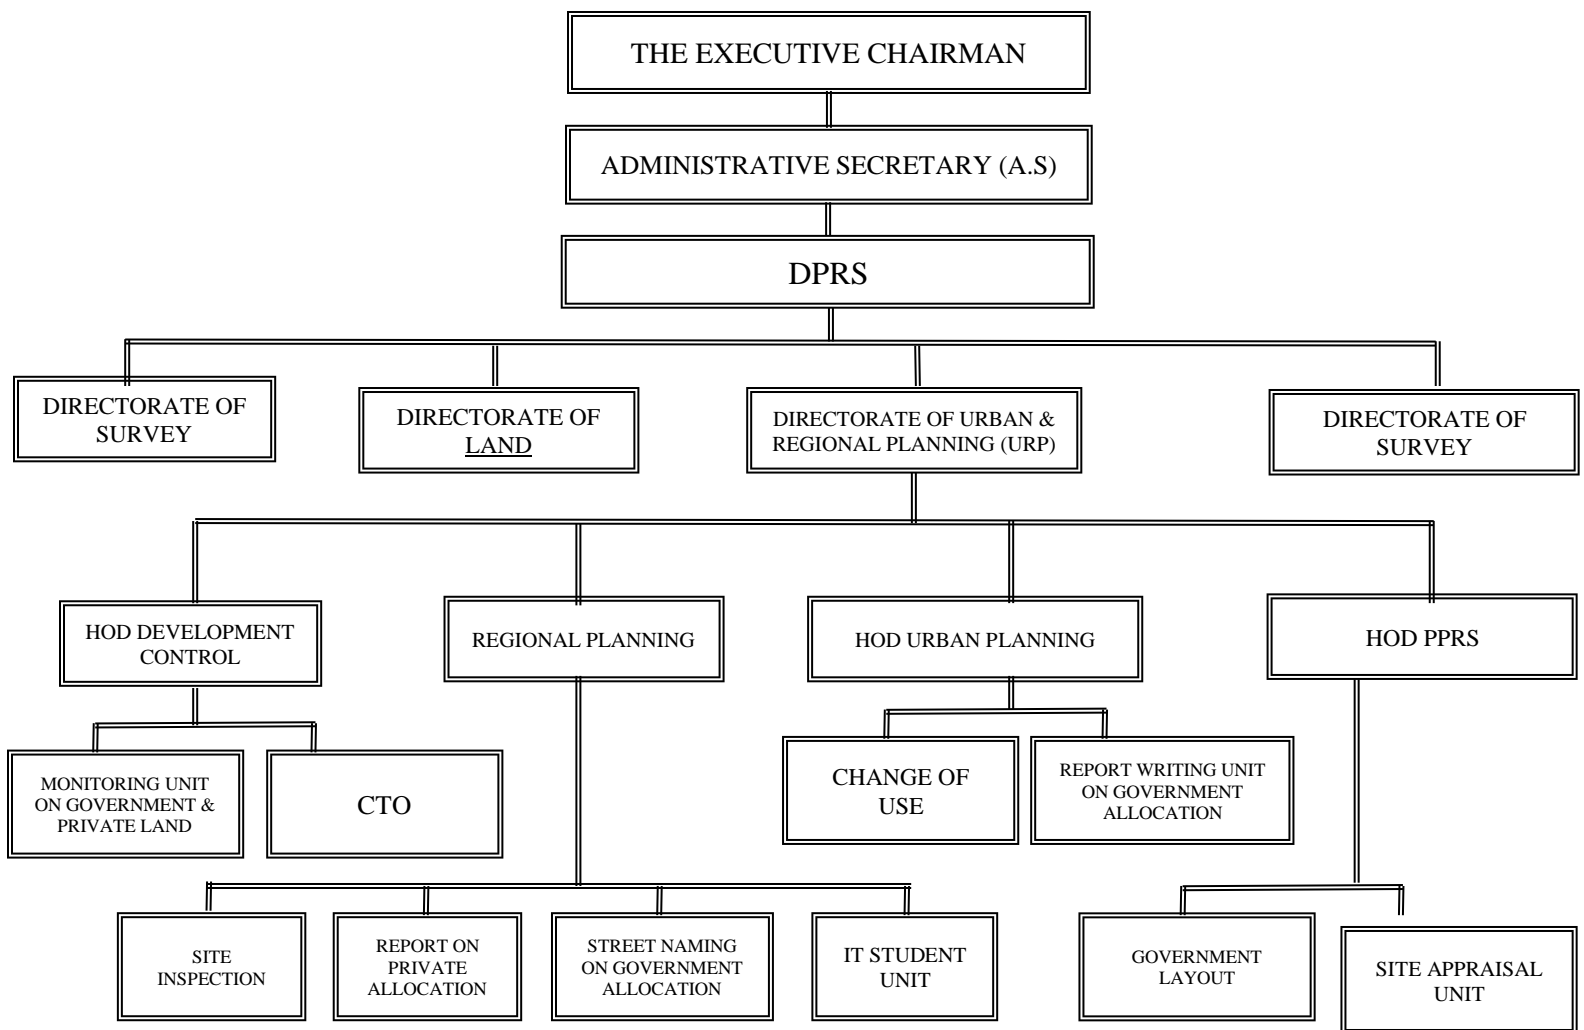 THE EXECUTIVE CHAIRMAN
ADMINISTRATIVE SECRETARY (A.S)
DPRS
DIRECTORATE OF
SURVEY
DIRECTORATE OF
LAND
DIRECTORATE OF URBAN &
REGIONAL PLANNING (URP)
DIRECTORATE OF
SURVEY
HOD DEVELOPMENT
CONTROL
REGIONAL PLANNING
HOD URBAN PLANNING
HOD PPRS
MONITORING UNIT
ON GOVERNMENT &
PRIVATE LAND
CTO
CHANGE OF
USE
REPORT WRITING UNIT
ON GOVERNMENT
ALLOCATION
SITE
INSPECTION
REPORT ON
PRIVATE
ALLOCATION
STREET NAMING
ON GOVERNMENT
ALLOCATION
IT STUDENT
UNIT
GOVERNMENT
LAYOUT
SITE APPRAISAL
UNIT